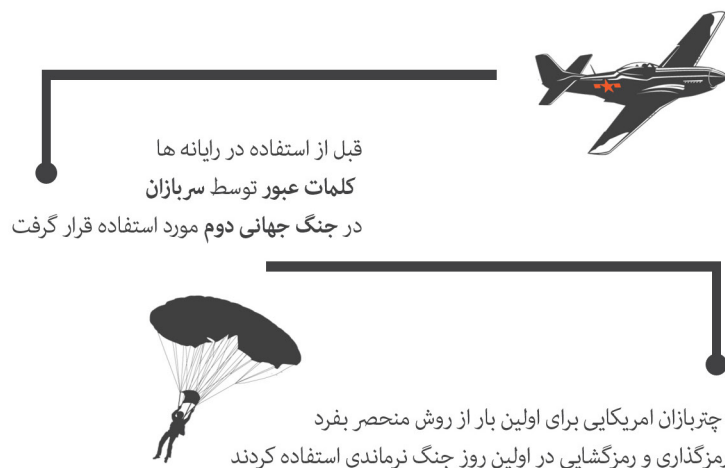 قبل از استفاده در رایانه ها
کلمات عبور توسط سربازان
در جنگ جهانی دوم مورد استفاده قرار گرفت
چتربازان امریکایی برای اولین بار از روش منحصر بفرد
رمزگذاری و رمزگشایی در اولین روز جنگ نرماندی استفاده کردند